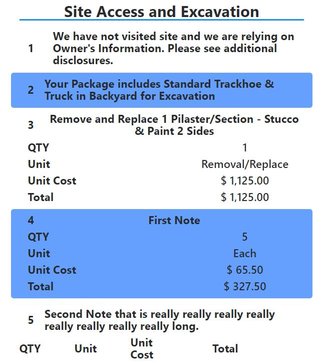 Site Access and Excavation
1 We have not visited site and we are relying on
Owner's Information. Please see additional
disclosures.
2 Your Package includes Standard Trackhoe &
Truck in Backyard for Excavation
3 Remove and Replace 1 Pilaster/Section - Stucco
& Paint 2 Sides
QTY 1
Unit Removal/Replace
Unit Cost $ 1,125.00
Total $ 1,125.00
4 First Note
QTY 5
Unit Each
Unit Cost $ 65.50
Total $ 327.50
5 Second Note that is really really really really
really really really really long.
QTY Unit Unit Cost Total